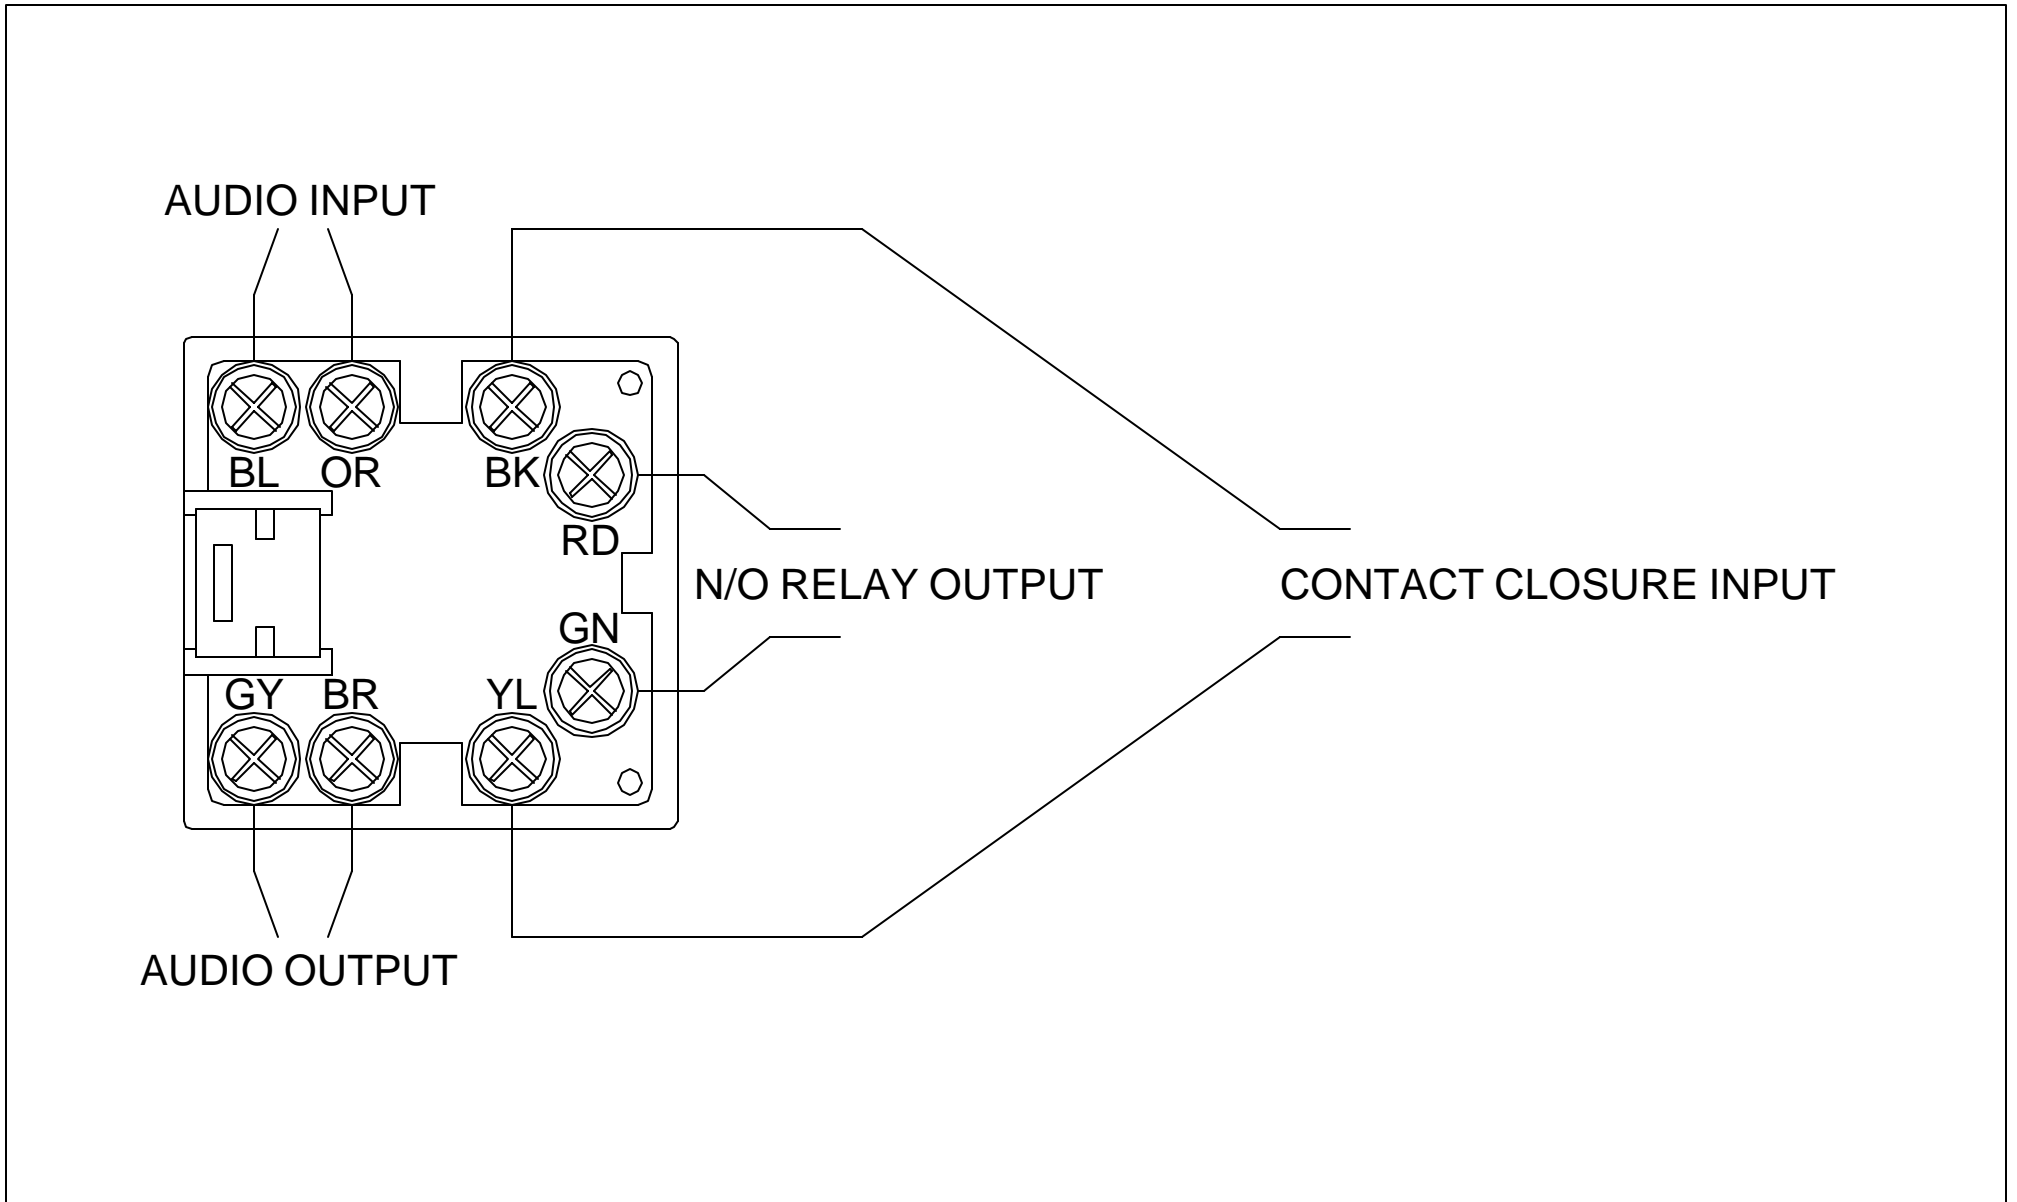 AUDIO INPUT
BL OR BK
RD
N/O RELAY OUTPUT
CONTACT CLOSURE INPUT
GN
GY BR YL
AUDIO OUTPUT